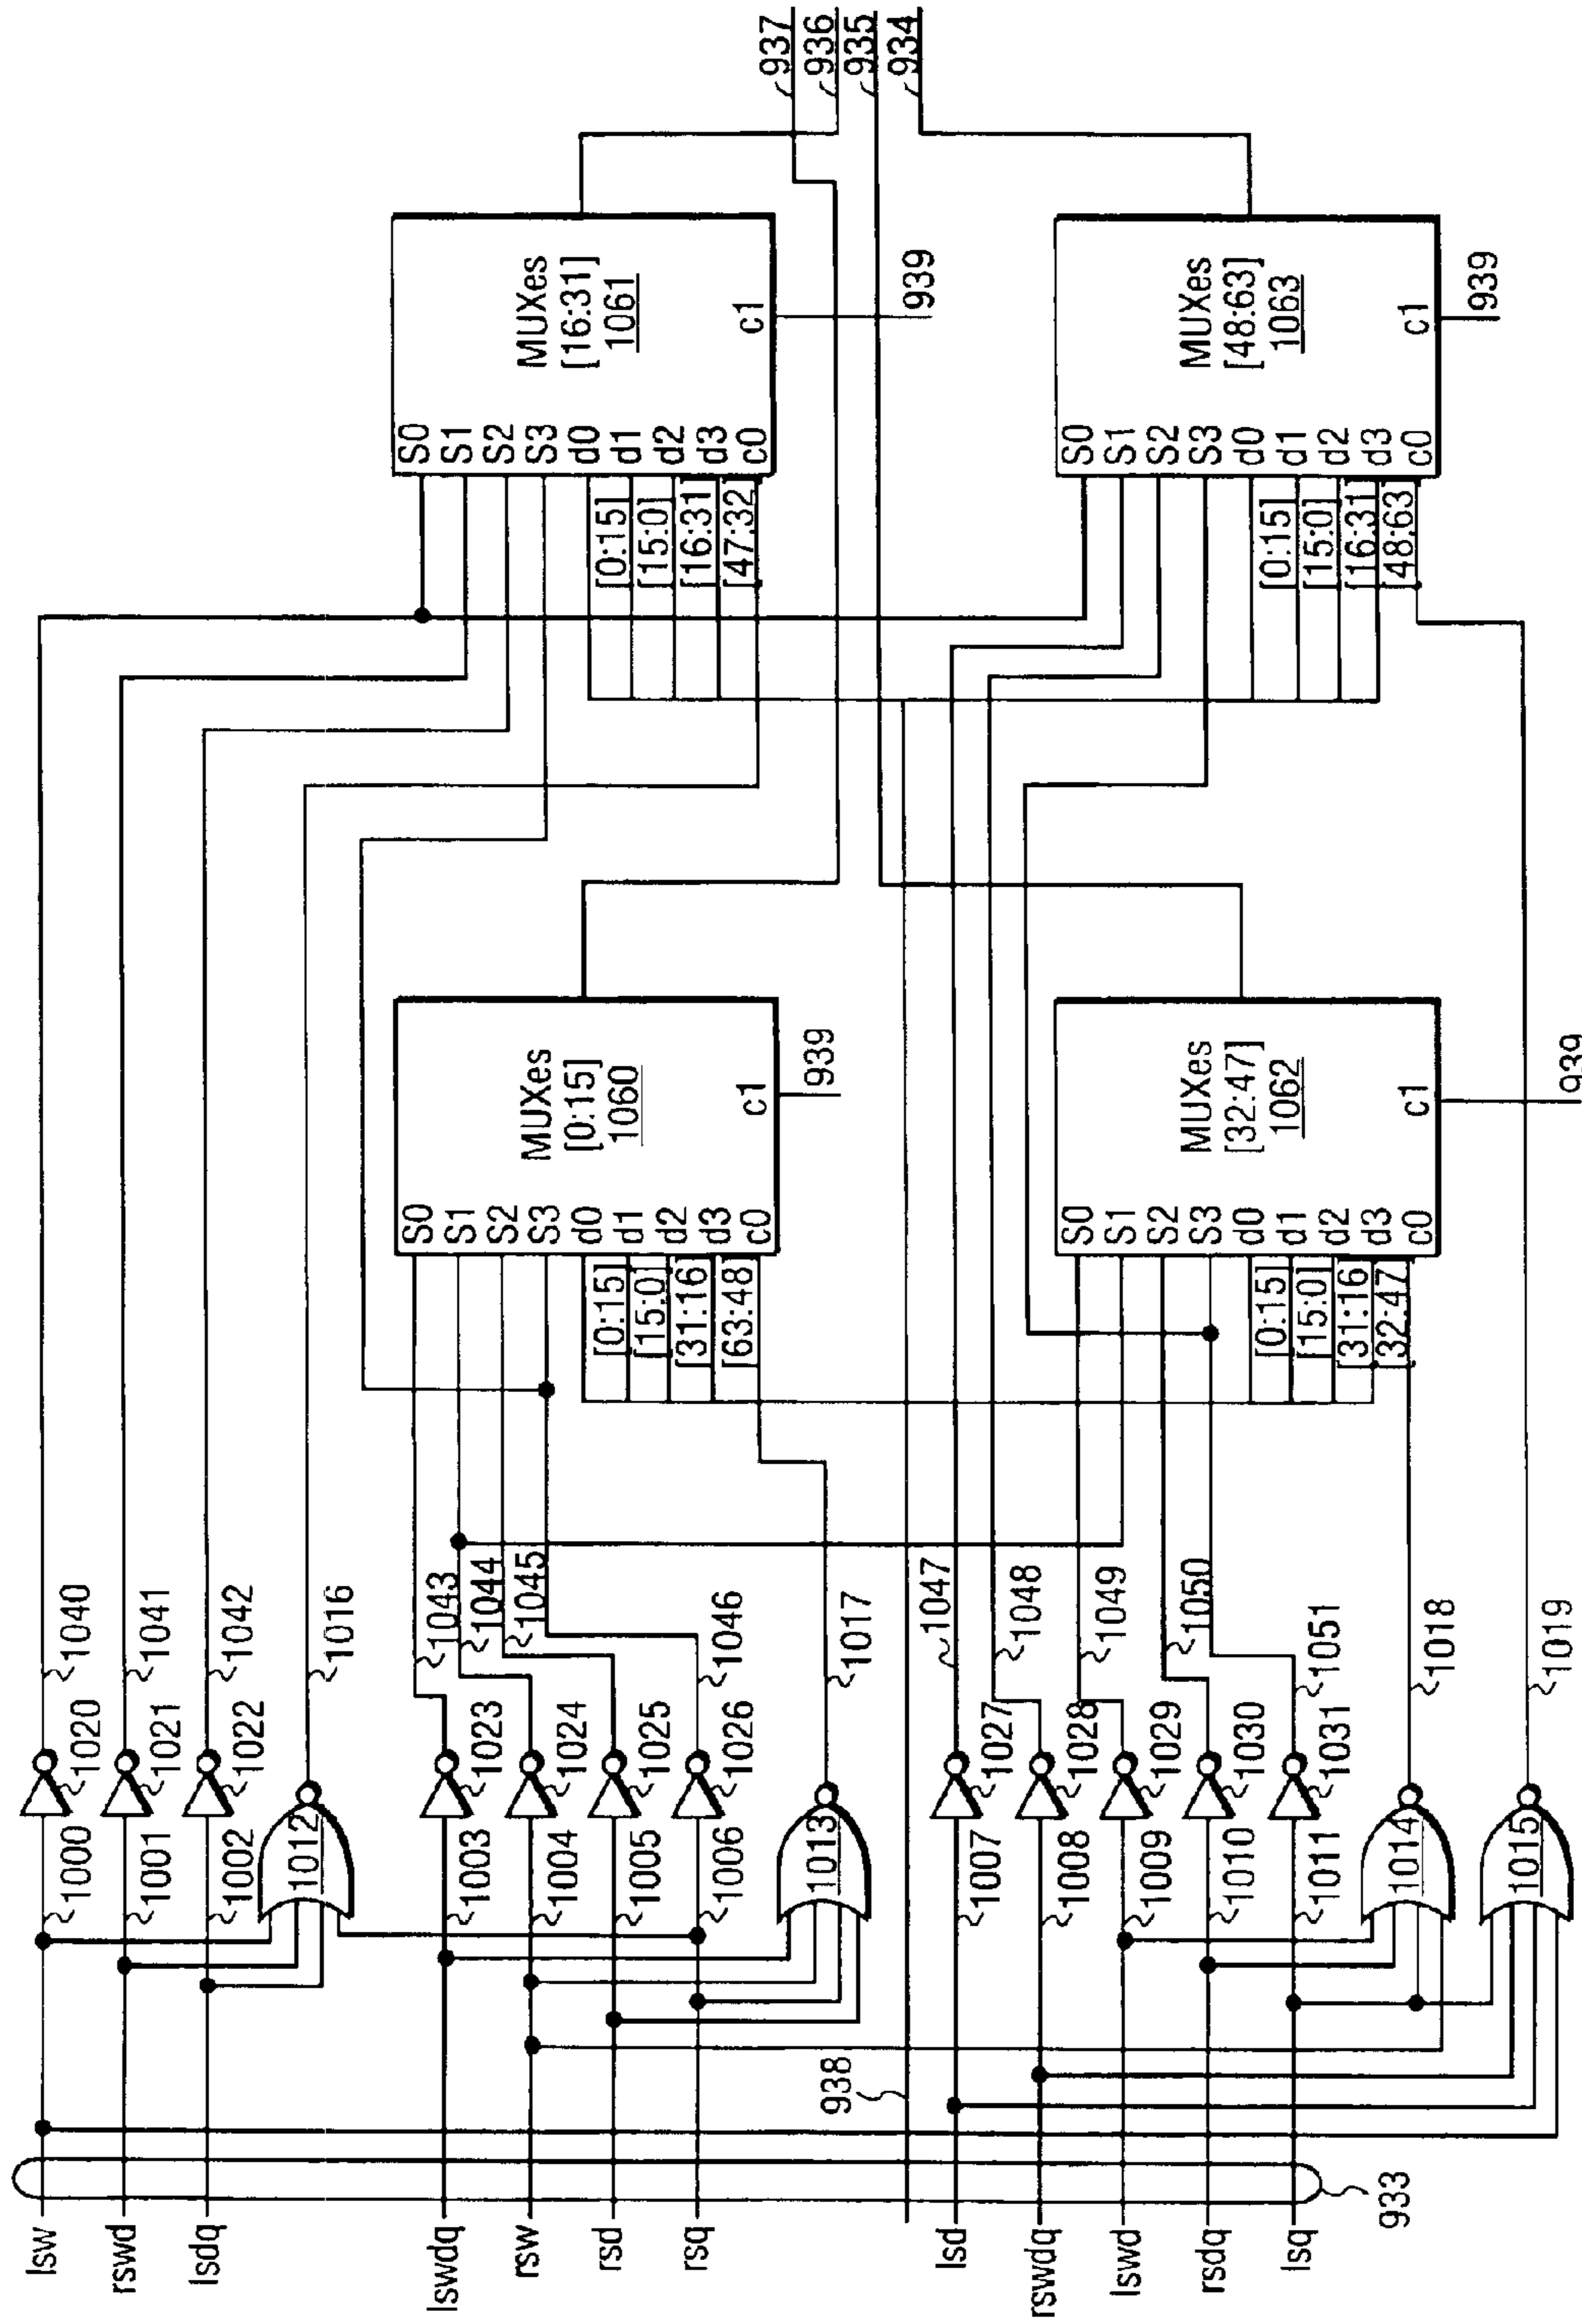 937
936
935
934
MUXes
[16:31]
1061
S0
S1
S2
S3
d0
d1
d2
d3
c0
c1
939
[0:15]
[15:0]
[16:31]
[47:32]
MUXes
[48:63]
1063
S0
S1
S2
S3
d0
d1
d2
d3
c0
c1
939
[0:15]
[15:0]
[16:31]
[48:63]
MUXes
[0:15]
1060
S0
S1
S2
S3
d0
d1
d2
d3
c0
c1
939
[0:15]
[15:0]
[31:16]
[63:48]
MUXes
[32:47]
1062
S0
S1
S2
S3
d0
d1
d2
d3
c0
c1
939
[0:15]
[15:0]
[31:16]
[32:47]
1040
1041
1042
1016
1043
1044
1045
1046
1017
1047
1048
1049
1050
1051
1018
1019
1020
1021
1022
1023
1024
1025
1026
1027
1028
1029
1030
1031
1000
1001
1002
1012
1003
1004
1005
1006
1013
1007
1008
1009
1010
1011
1014
1015
938
933
lsw
rswd
lsdq
lswdq
rsw
rsd
rsq
lsd
rswdq
lswd
rsdq
lsq